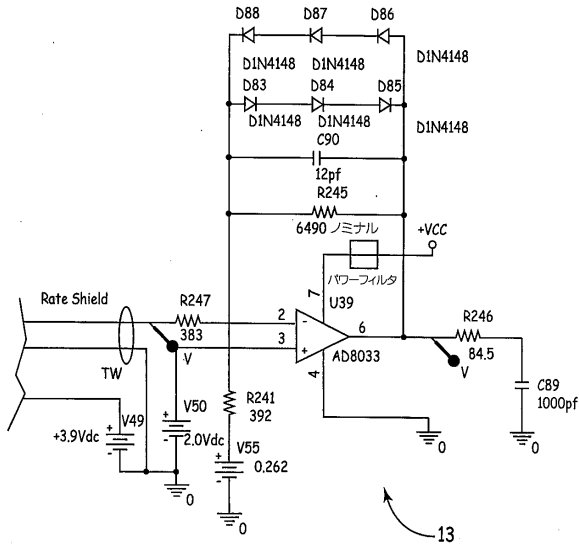 D88 D87 D86
D1N4148 D1N4148 D1N4148
D83 D84 D85
D1N4148 D1N4148 D1N4148
C90
12pf
R245
6490 ノミナル
+VCC
パワーフィルタ
7
U39
Rate Shield
R247
383
2
-
3
+
6
AD8033
4
R246
84.5
V
V
TW
C89
1000pf
R241
392
V49
+3.9Vdc
+
-
V50
2.0Vdc
+
-
V55
0.262
+
-
0
0
0
0
13